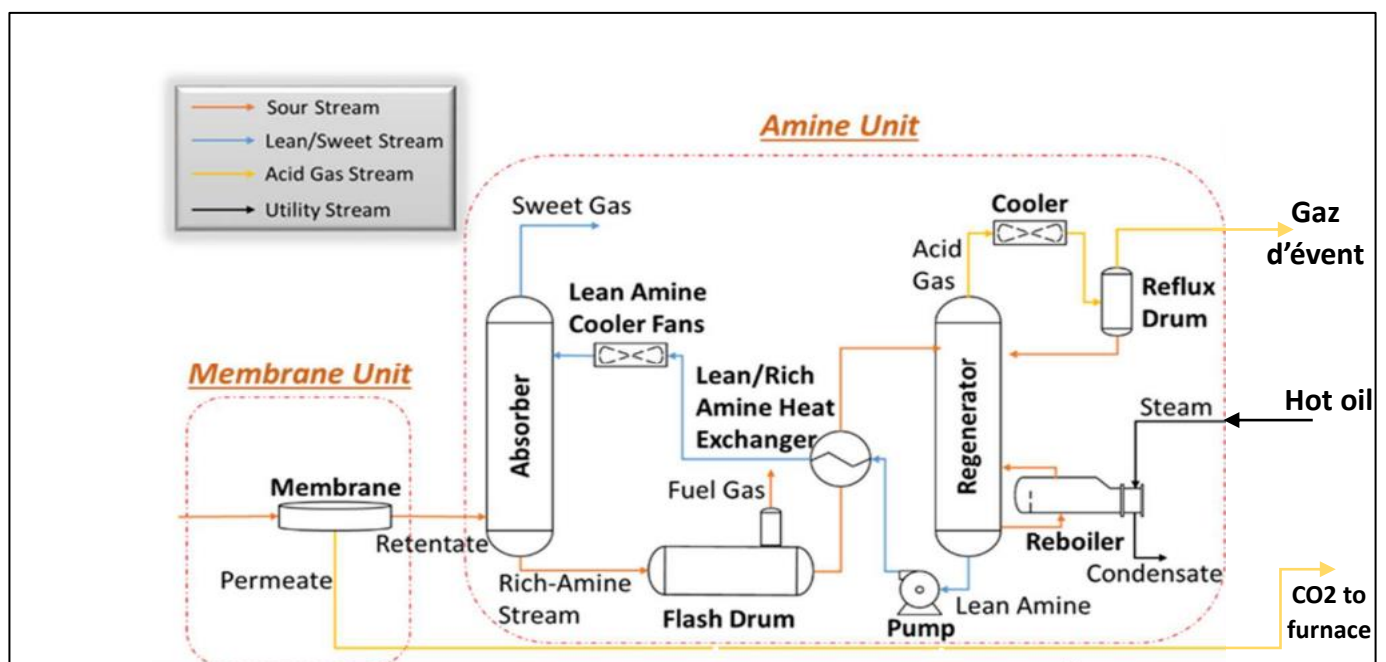 Sour Stream
Lean/Sweet Stream
Acid Gas Stream
Utility Stream
Amine Unit
Sweet Gas
Cooler
Acid
Gas
Gaz
d’évent
Reflux
Drum
Lean Amine
Cooler Fans
Membrane Unit
Lean/Rich
Amine Heat
Exchanger
Absorber
Regenerator
Steam
Hot oil
Membrane
Fuel Gas
Retentate
Reboiler
Permeate
Rich-Amine
Stream
Flash Drum
Pump
Lean Amine
Condensate
CO2 to
furnace